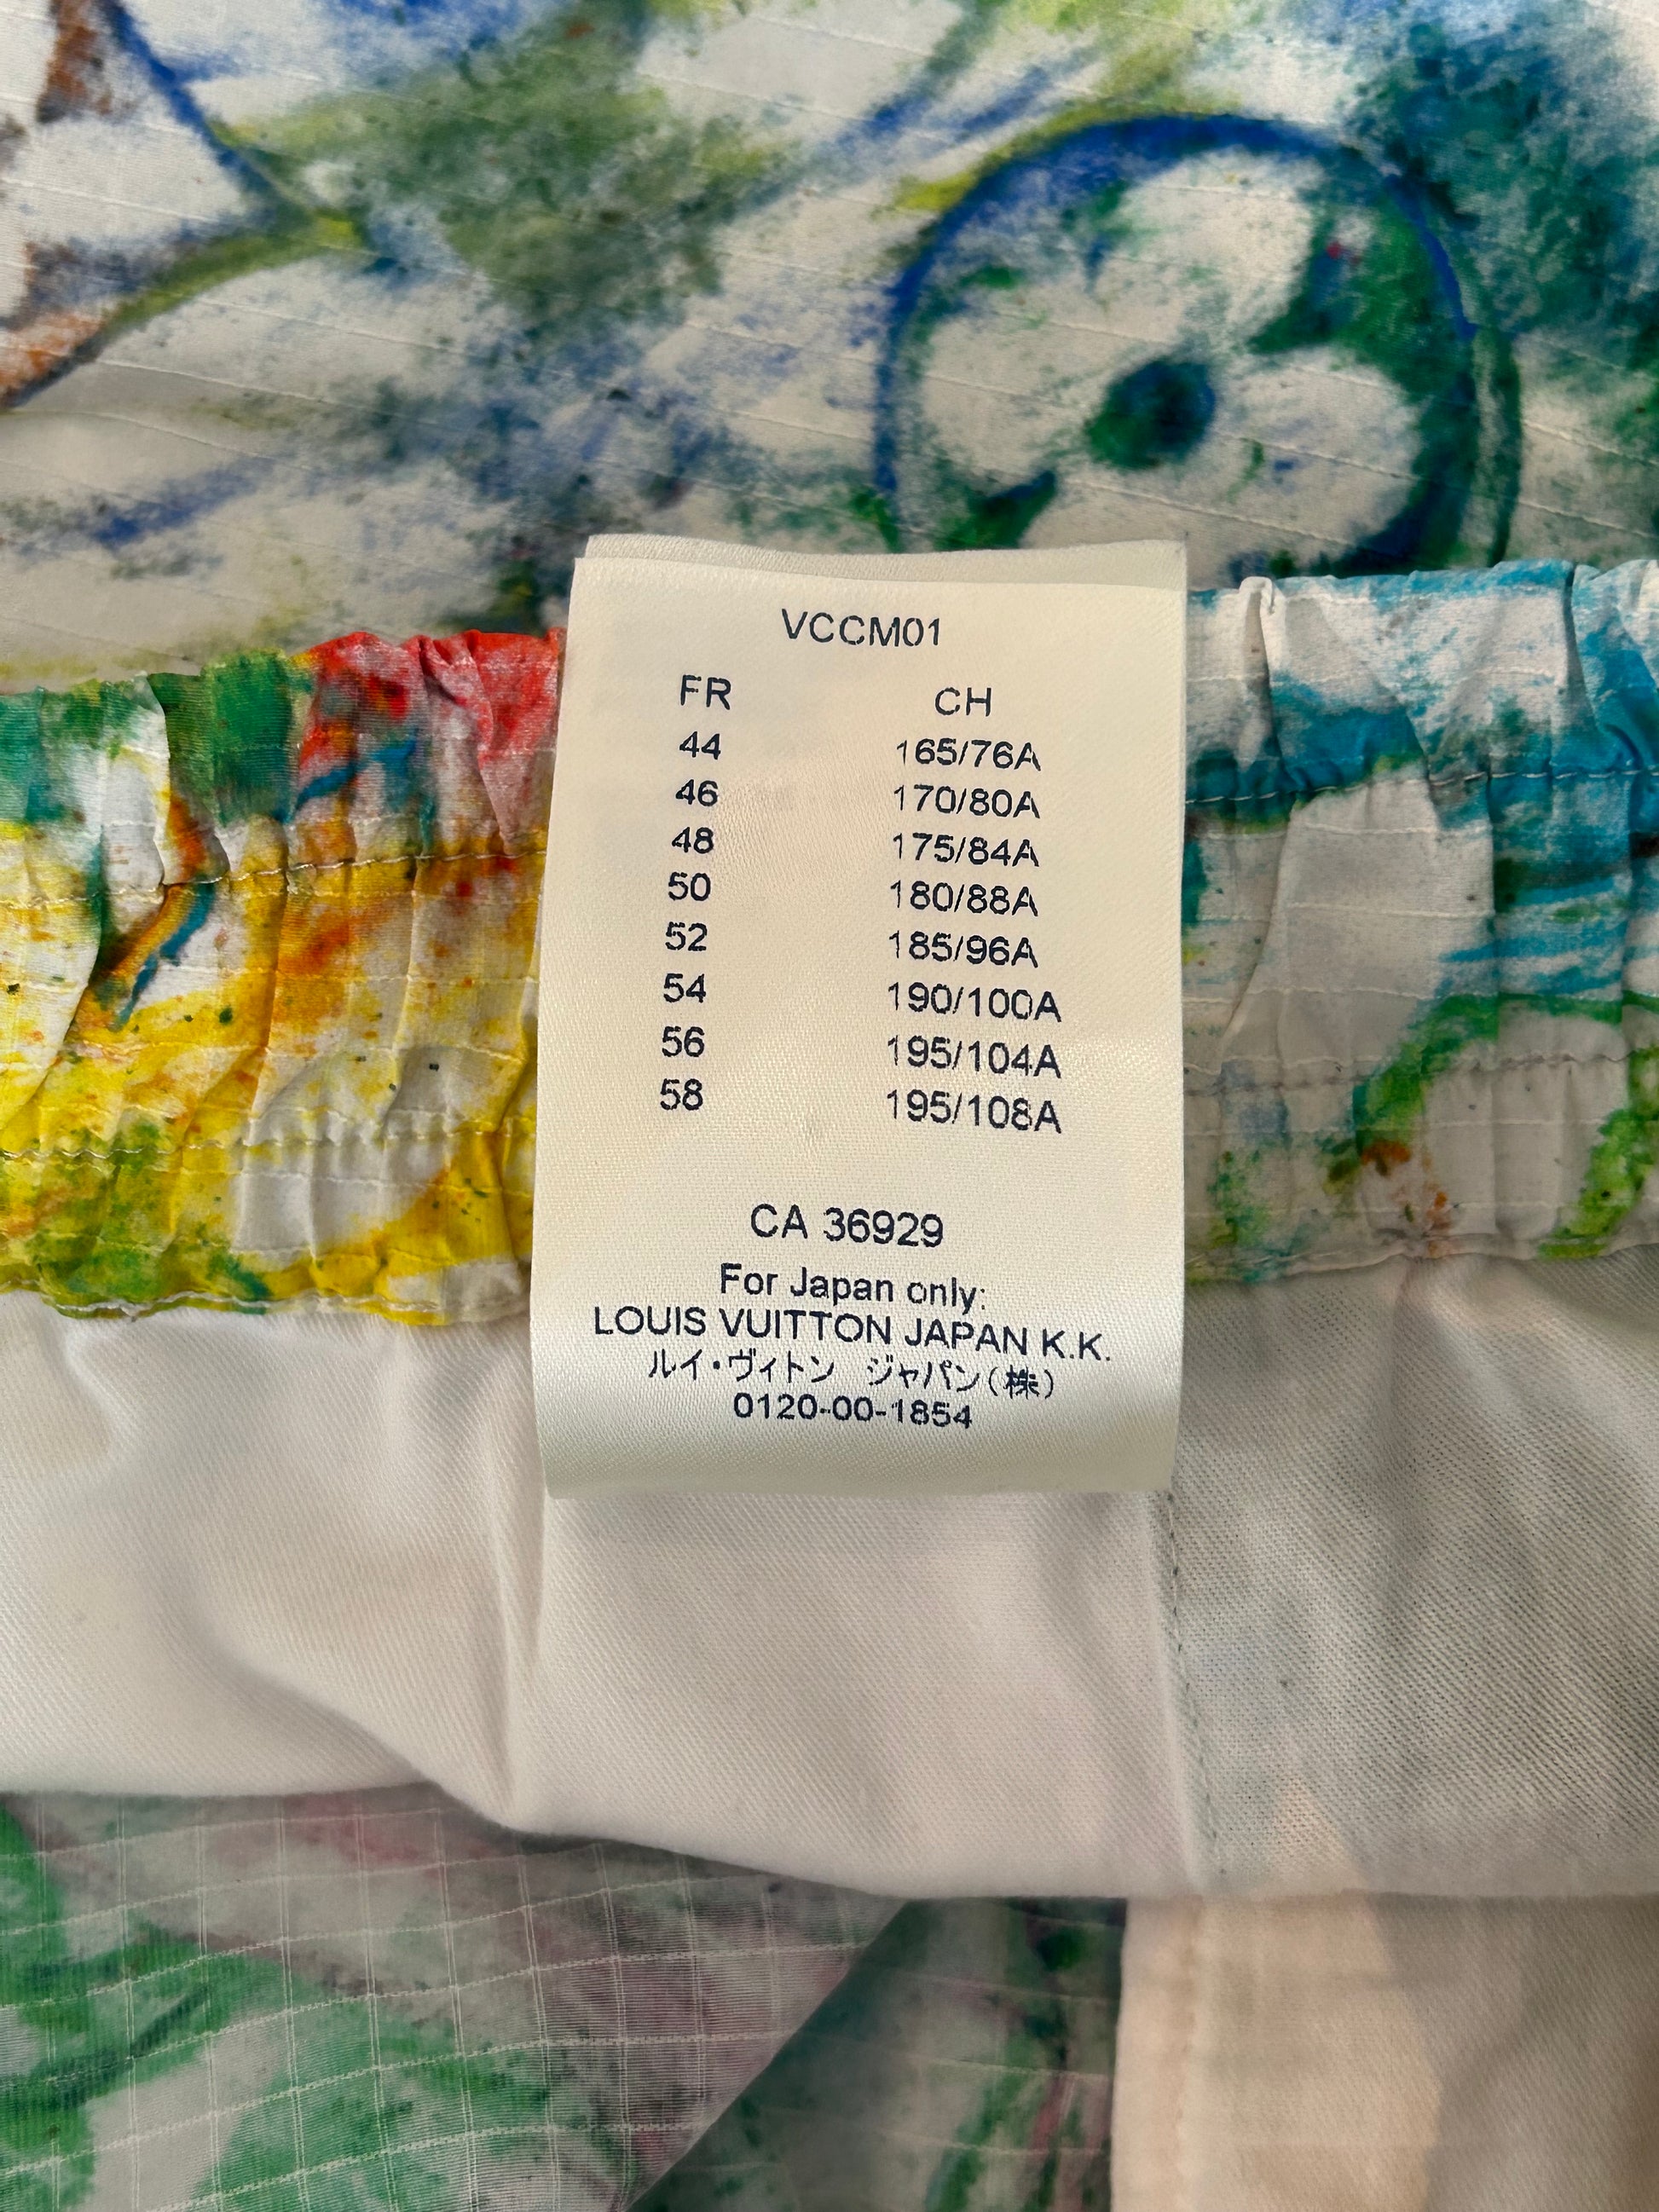 VCCM01
FR CH
44 165/76A
46 170/80A
48 175/84A
50 180/88A
52 185/96A
54 190/100A
56 195/104A
58 195/108A
CA 36929
For Japan only:
LOUIS VUITTON JAPAN K.K.
ルイ・ヴィトン ジャパン(株)
0120-00-1854